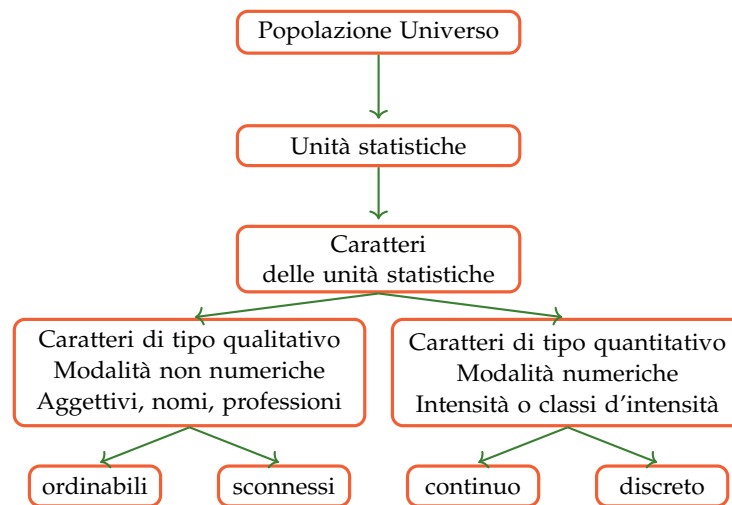 Popolazione Universo
Unità statistiche
Caratteri
delle unità statistiche
Caratteri di tipo qualitativo
Modalità non numeriche
Aggettivi, nomi, professioni
Caratteri di tipo quantitativo
Modalità numeriche
Intensità o classi d'intensità
ordinabili
sconnessi
continuo
discreto